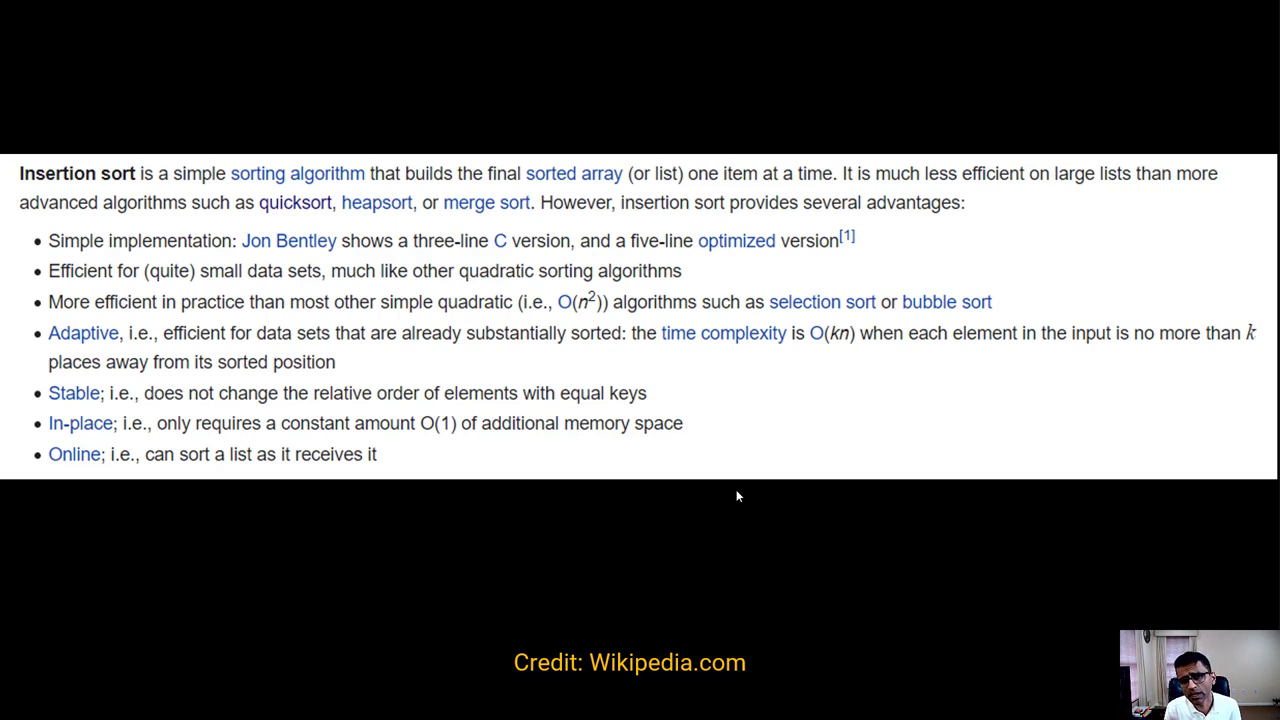 Insertion sort is a simple sorting algorithm that builds the final sorted array (or list) one item at a time. It is much less efficient on large lists than more
advanced algorithms such as quicksort, heapsort, or merge sort. However, insertion sort provides several advantages:
• Simple implementation: Jon Bentley shows a three-line C version, and a five-line optimized version[1]
• Efficient for (quite) small data sets, much like other quadratic sorting algorithms
• More efficient in practice than most other simple quadratic (i.e., O(n²)) algorithms such as selection sort or bubble sort
• Adaptive, i.e., efficient for data sets that are already substantially sorted: the time complexity is O(kn) when each element in the input is no more than k
places away from its sorted position
• Stable; i.e., does not change the relative order of elements with equal keys
• In-place; i.e., only requires a constant amount O(1) of additional memory space
• Online; i.e., can sort a list as it receives it
Credit: Wikipedia.com